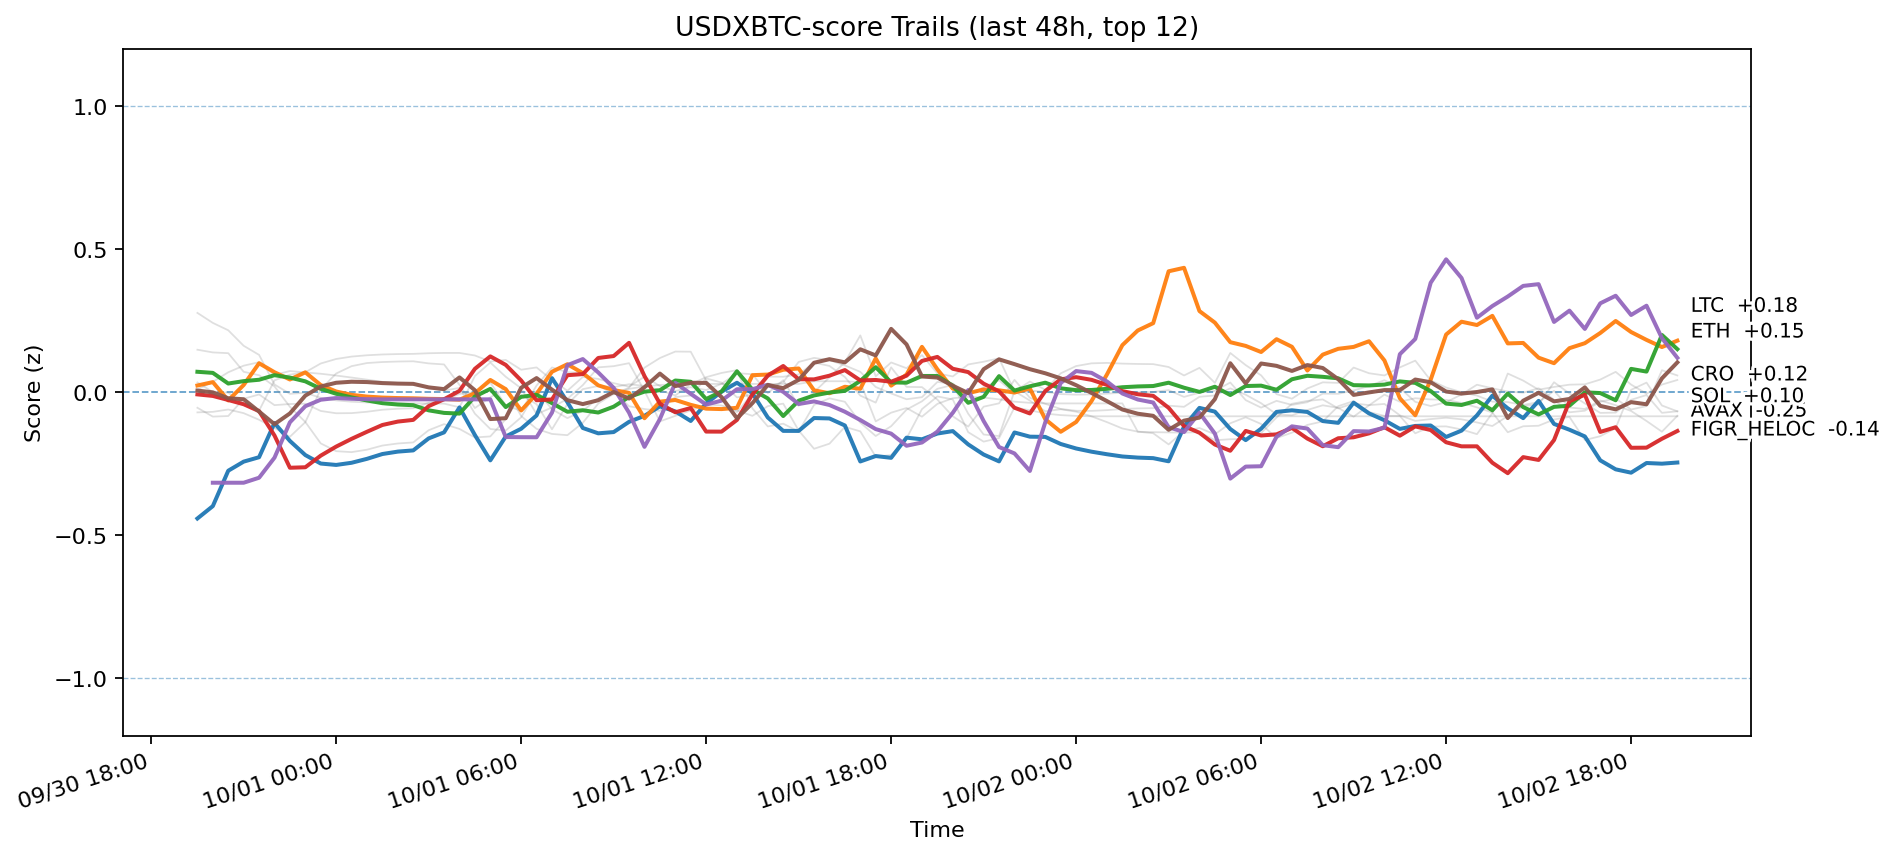 USDXBTC-score Trails (last 48h, top 12)
Score (z)
1.0
0.5
0.0
−0.5
−1.0
LTC +0.18
ETH +0.15
CRO +0.12
SOL +0.10
AVAX -0.25
FIGR_HELOC -0.14
09/30 18:00
10/01 00:00
10/01 06:00
10/01 12:00
10/01 18:00
10/02 00:00
10/02 06:00
10/02 12:00
10/02 18:00
Time